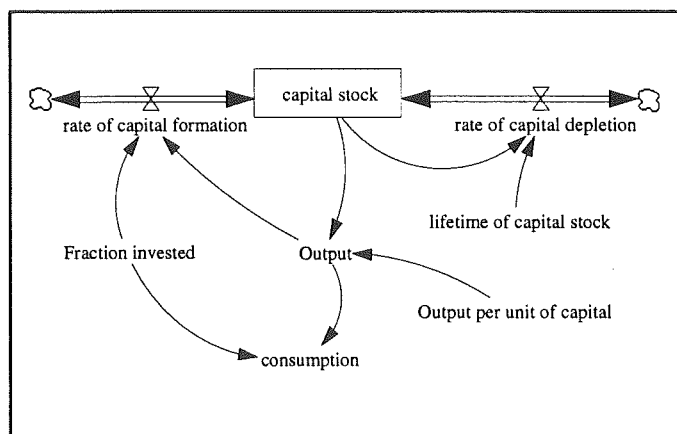 capital stock
rate of capital formation
rate of capital depletion
lifetime of capital stock
Fraction invested
Output
Output per unit of capital
consumption